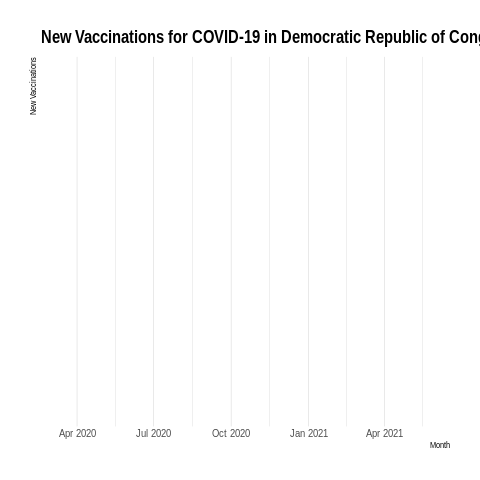 New Vaccinations for COVID-19 in Democratic Republic of Con
New Vaccinations
Apr 2020 Jul 2020 Oct 2020 Jan 2021 Apr 2021
Month